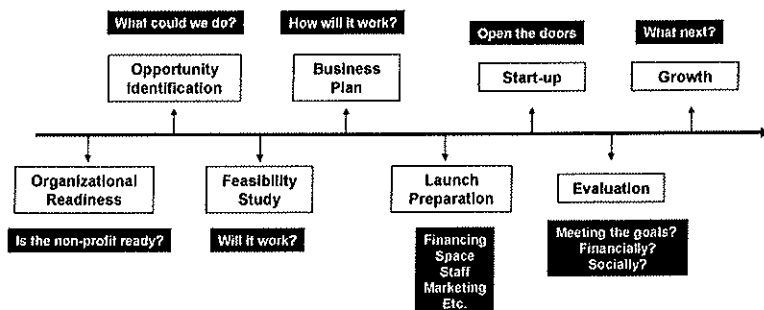 What could we do?
How will it work?
Open the doors
What next?
Opportunity
Identification
Business
Plan
Start-up
Growth
Organizational
Readiness
Feasibility
Study
Launch
Preparation
Evaluation
Is the non-profit ready?
Will it work?
Financing
Space
Staff
Marketing
Etc.
Meeting the goals?
Financially?
Socially?